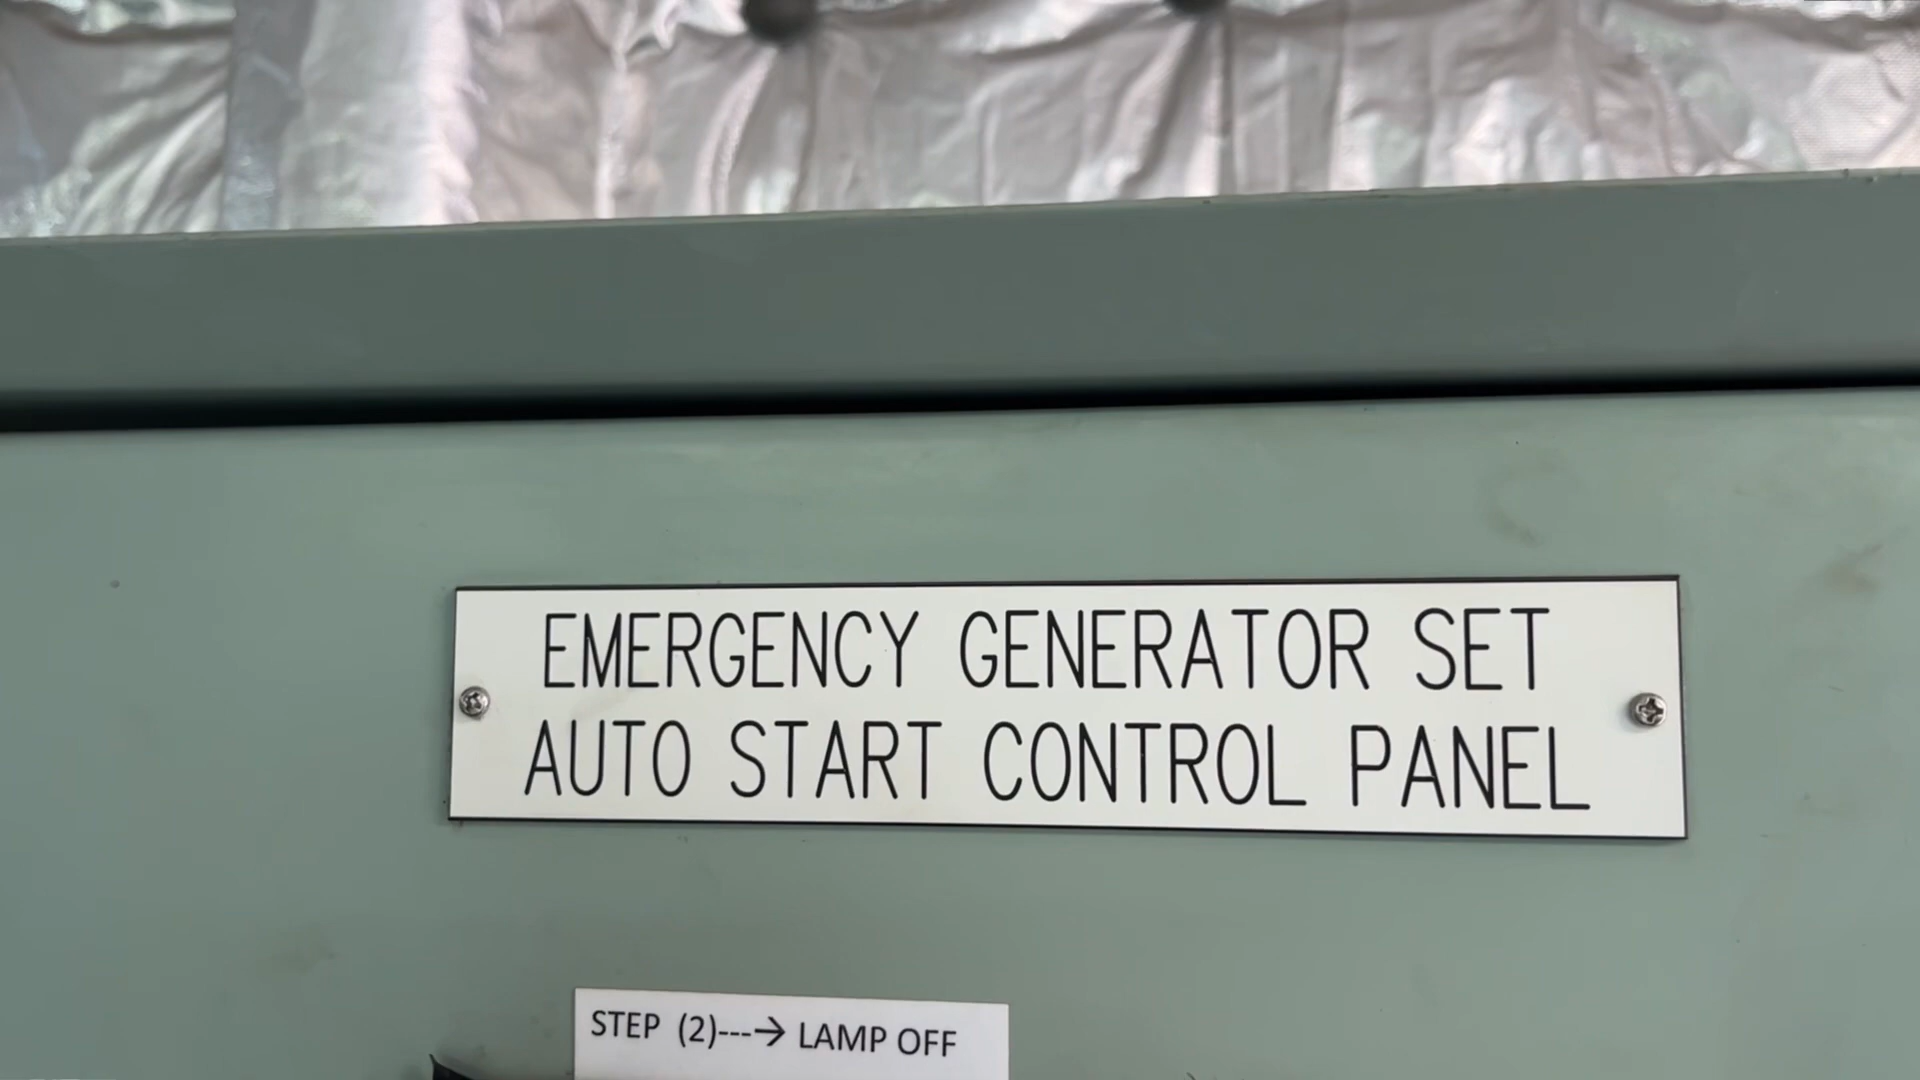 EMERGENCY GENERATOR SET
AUTO START CONTROL PANEL
STEP (2)---→ LAMP OFF